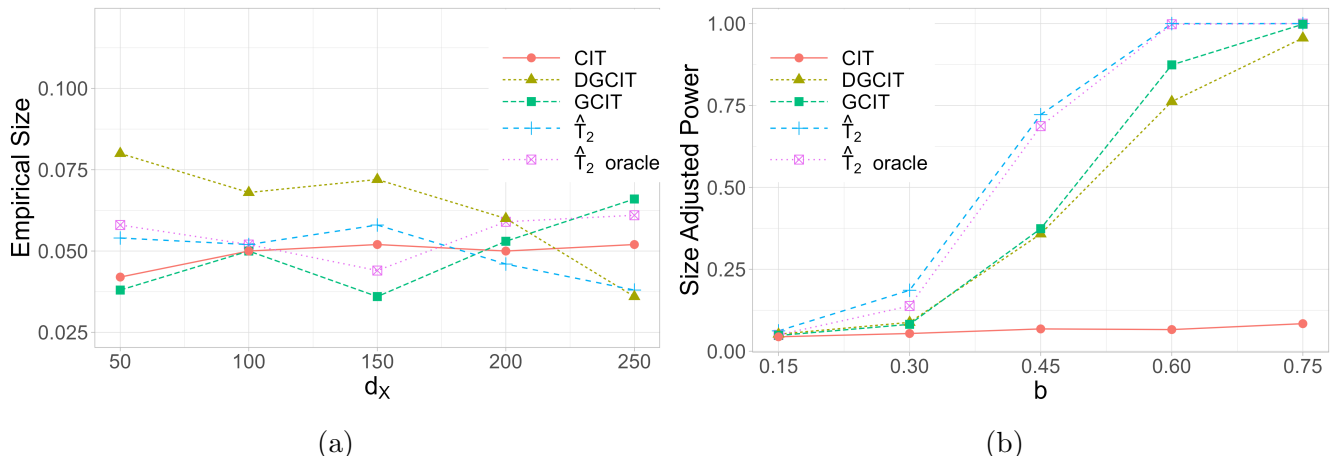 Empirical Size
0.100
0.075
0.050
0.025
50 100 150 200 250
d_X
CIT
DGCIT
GCIT
T̂₂
T̂₂ oracle
(a)
Size Adjusted Power
1.00
0.75
0.50
0.25
0.00
0.15 0.30 0.45 0.60 0.75
b
CIT
DGCIT
GCIT
T̂₂
T̂₂ oracle
(b)